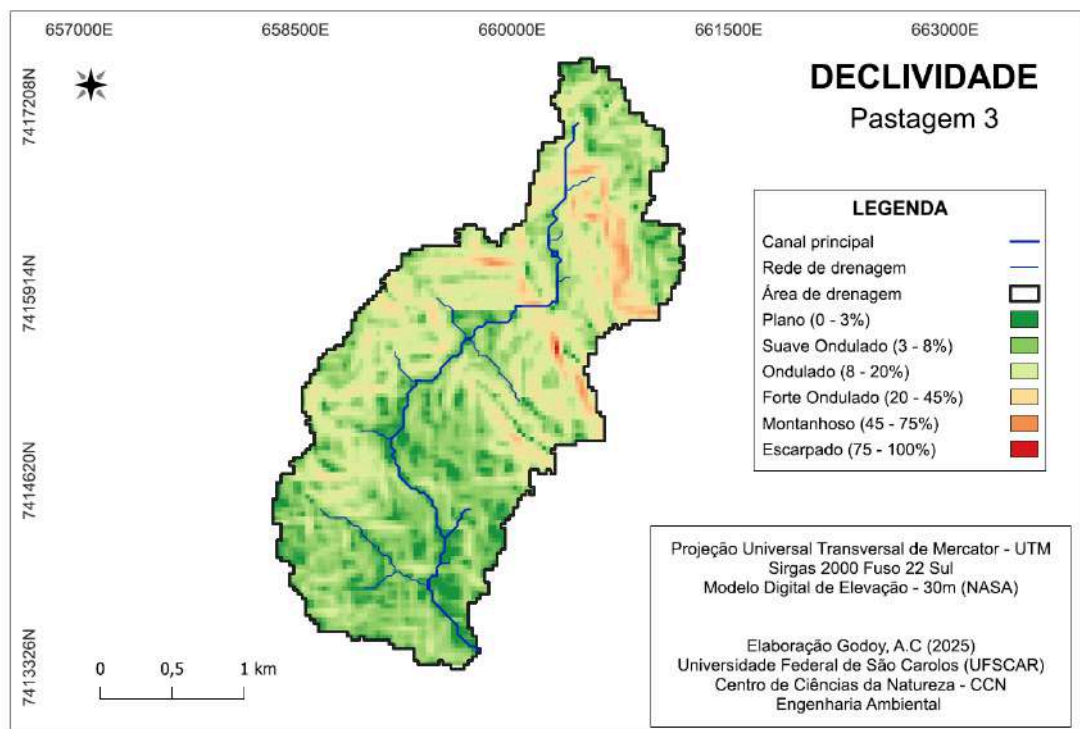 657000E 658500E 660000E 661500E 663000E
7417208N
7415914N
7414620N
7413326N
DECLIVIDADE
Pastagem 3
LEGENDA
Canal principal
Rede de drenagem
Área de drenagem
Plano (0 - 3%)
Suave Ondulado (3 - 8%)
Ondulado (8 - 20%)
Forte Ondulado (20 - 45%)
Montanhoso (45 - 75%)
Escarpado (75 - 100%)
Projeção Universal Transversal de Mercator - UTM
Sirgas 2000 Fuso 22 Sul
Modelo Digital de Elevação - 30m (NASA)
Elaboração Godoy, A.C (2025)
Universidade Federal de São Carolos (UFSCAR)
Centro de Ciências da Natureza - CCN
Engenharia Ambiental
0 0,5 1 km